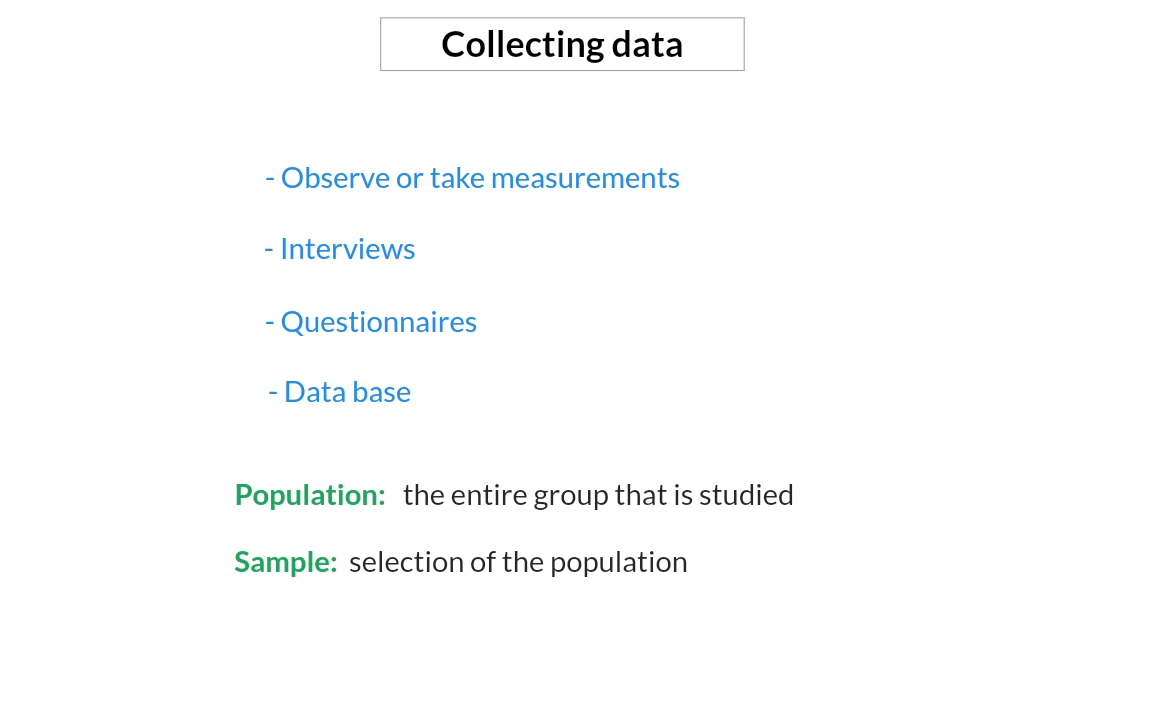 Collecting data
- Observe or take measurements
- Interviews
- Questionnaires
- Data base
Population: the entire group that is studied
Sample: selection of the population